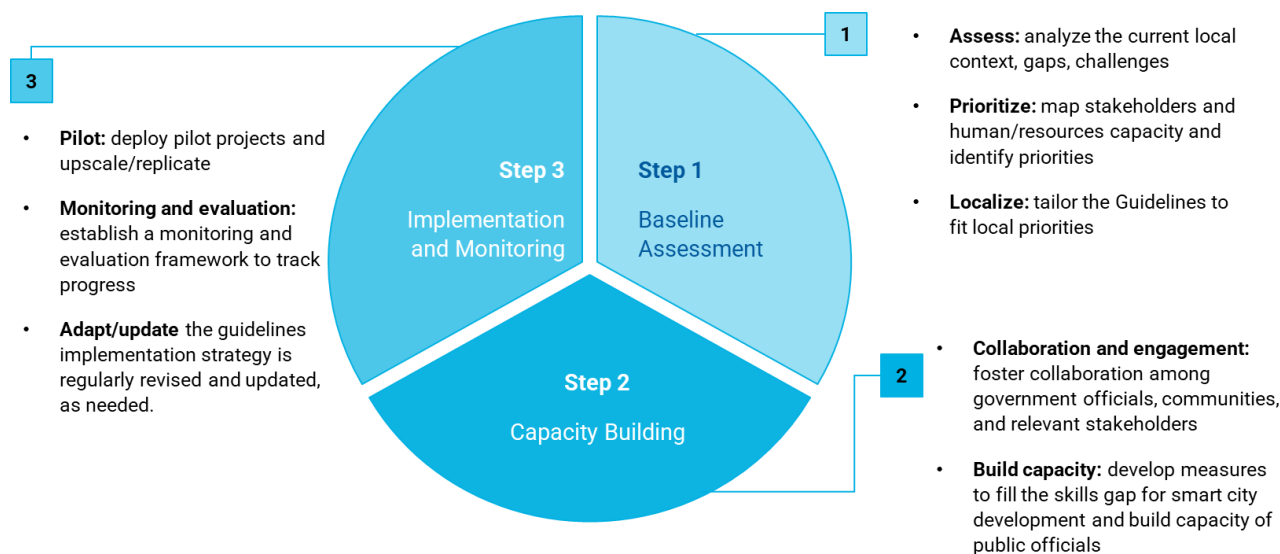 1
• Assess: analyze the current local
context, gaps, challenges
• Prioritize: map stakeholders and
human/resources capacity and
identify priorities
• Localize: tailor the Guidelines to
fit local priorities
Step 1
Baseline
Assessment
2
• Collaboration and engagement:
foster collaboration among
government officials, communities,
and relevant stakeholders
• Build capacity: develop measures
to fill the skills gap for smart city
development and build capacity of
public officials
Step 2
Capacity Building
3
• Pilot: deploy pilot projects and
upscale/replicate
• Monitoring and evaluation:
establish a monitoring and
evaluation framework to track
progress
• Adapt/update the guidelines
implementation strategy is
regularly revised and updated,
as needed.
Step 3
Implementation
and Monitoring